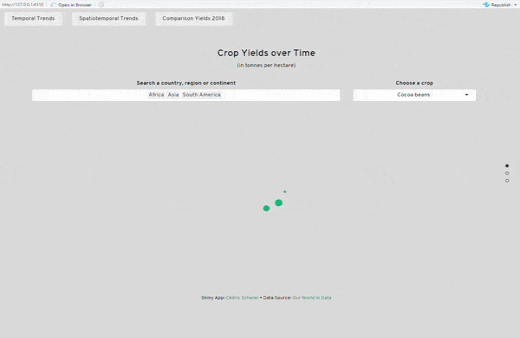 http://127.0.0.1:4510 Open in Browser Republish
Temporal Trends Spatiotemporal Trends Comparison Yields 2018
Crop Yields over Time
(in tonnes per hectare)
Search a country, region or continent Choose a crop
Africa Asia South America Cocoa beans
Shiny App: Cédric Scherer • Data Source: Our World in Data